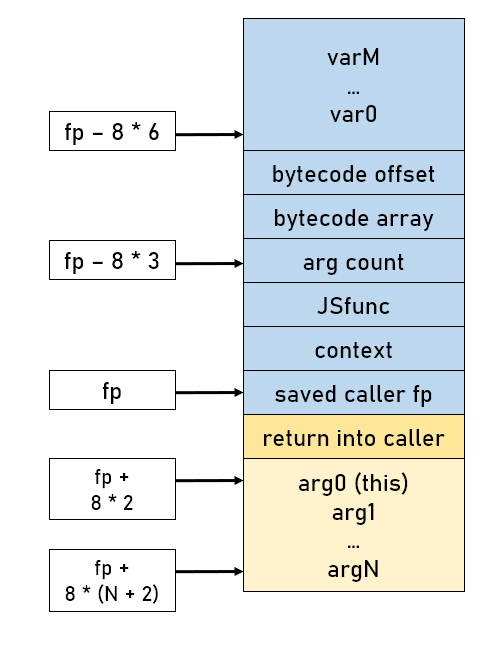 varM
...
var0
fp – 8 * 6
bytecode offset
bytecode array
fp – 8 * 3
arg count
JSfunc
context
fp
saved caller fp
return into caller
fp +
8 * 2
arg0 (this)
arg1
...
argN
fp +
8 * (N + 2)